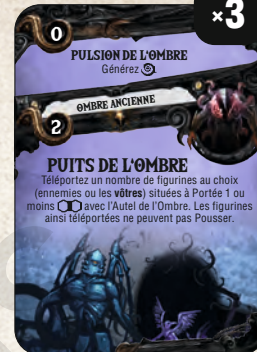 ×3
0
PULSION DE L'OMBRE
Générez
OMBRE ANCIENNE
2
PUITS DE L'OMBRE
Téléportez un nombre de figurines au choix
(ennemies ou les vôtres) situées à Portée 1 ou
moins avec l'Autel de l'Ombre. Les figurines
ainsi téléportées ne peuvent pas Pousser.